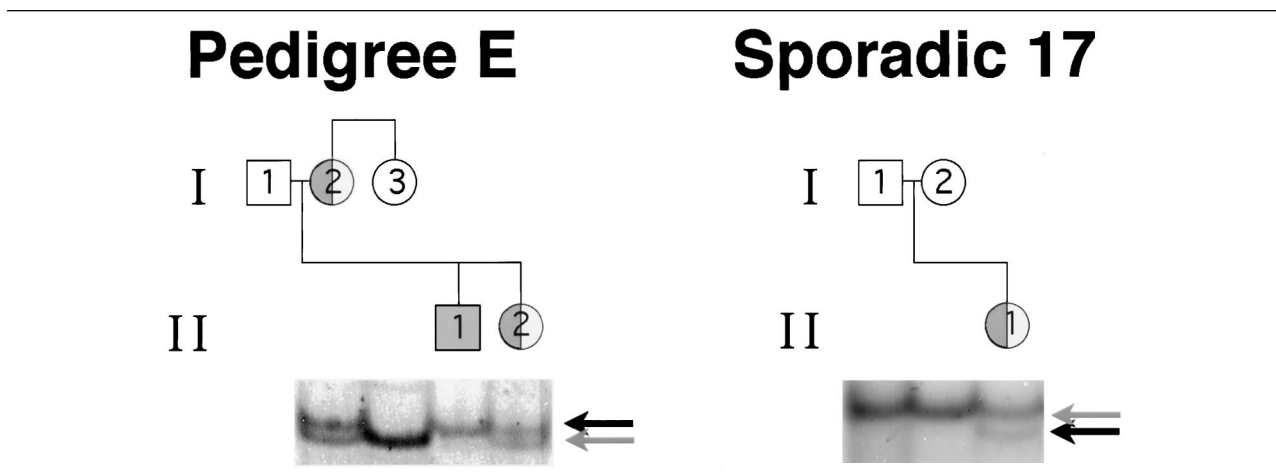 Pedigree E
Sporadic 17
I 1 2 3
I 1 2
II 1 2
II 1